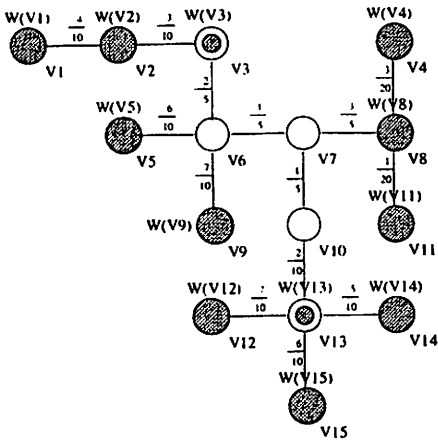 W(V1) 4/10 W(V2) 3/10 W(V3) W(V4)
V1 V2 V3 V4
2/5 3/20
W(V5) 6/10 1/5 3/5 W(V8)
V5 V6 V7 V8
7/10 1/5 1/20
W(V9) W(V11)
V9 V10 V11
2/10
W(V12) 7/10 W(V13) 5/10 W(V14)
V12 V13 V14
6/10
W(V15)
V15